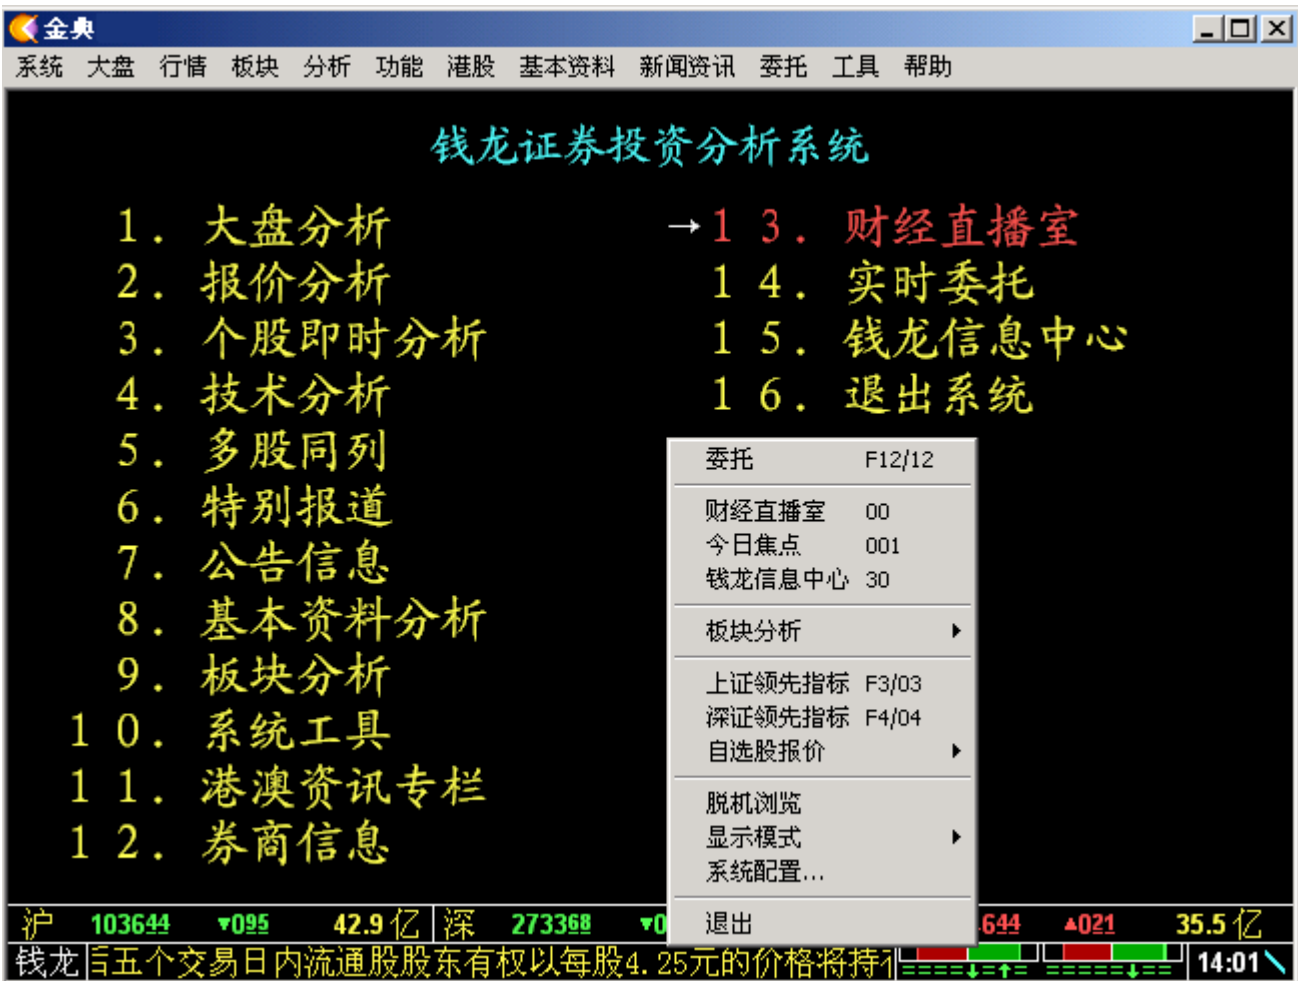 金典
系统 大盘 行情 板块 分析 功能 港股 基本资料 新闻资讯 委托 工具 帮助
钱龙证券投资分析系统
1. 大盘分析
2. 报价分析
3. 个股即时分析
4. 技术分析
5. 多股同列
6. 特别报道
7. 公告信息
8. 基本资料分析
9. 板块分析
10. 系统工具
11. 港澳资讯专栏
12. 券商信息
→13. 财经直播室
14. 实时委托
15. 钱龙信息中心
16. 退出系统
委托 F12/12
财经直播室 00
今日焦点 001
钱龙信息中心 30
板块分析
上证领先指标 F3/03
深证领先指标 F4/04
自选股报价
脱机浏览
显示模式
系统配置...
退出
沪 103644 ▼095 42.9亿 深 273368 ▼0 644 ▲021 35.5亿
钱龙 五个交易日内流通股股东有权以每股4.25元的价格将持 14:01